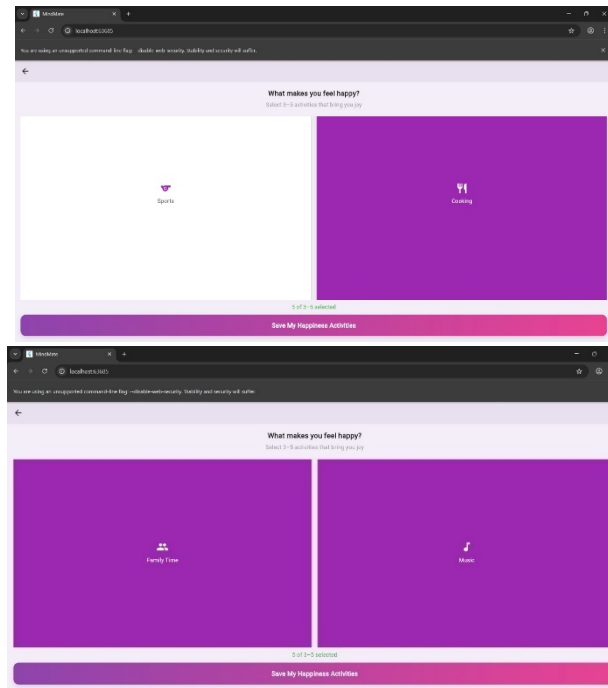 MindMate
localhost:63685
You are using an unsupported command-line flag: --disable-web-security. Stability and security will suffer.
What makes you feel happy?
Select 3–5 activities that bring you joy
Sports
Cooking
5 of 3–5 selected
Save My Happiness Activities
MindMate
localhost:63685
You are using an unsupported command-line flag: --disable-web-security. Stability and security will suffer.
What makes you feel happy?
Select 3–5 activities that bring you joy
Family Time
Music
5 of 3–5 selected
Save My Happiness Activities